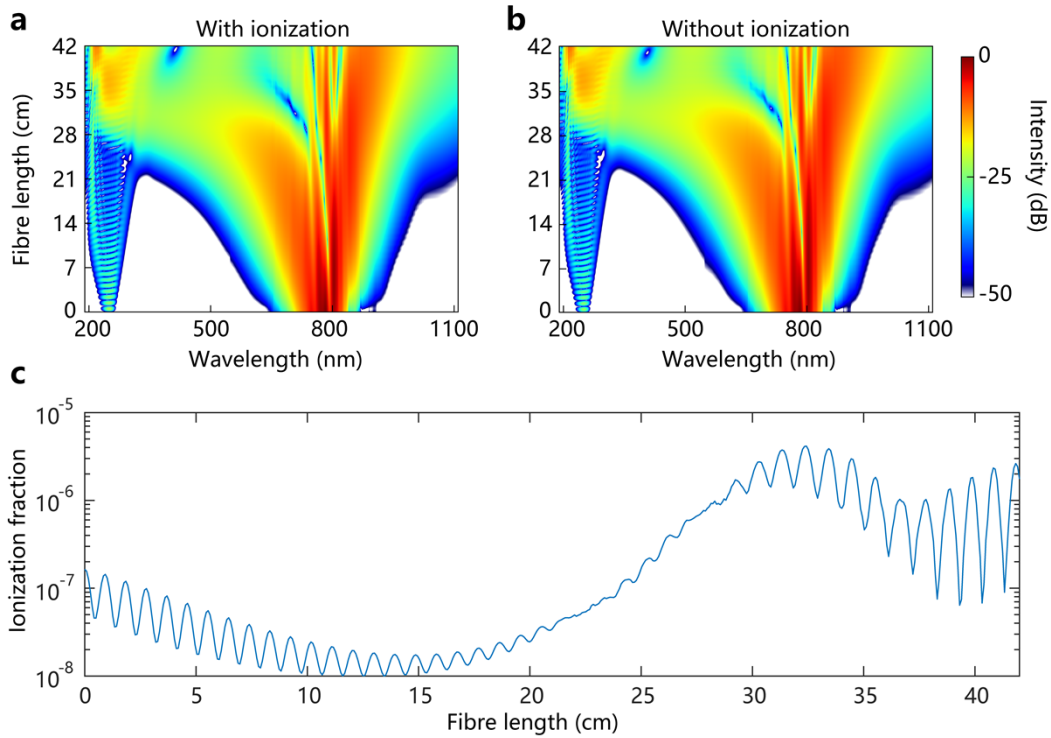 a
With ionization
42
35
28
21
14
7
0
Fibre length (cm)
200 500 800 1100
Wavelength (nm)
b
Without ionization
42
35
28
21
14
7
0
200 500 800 1100
Wavelength (nm)
0
-25
-50
Intensity (dB)
c
10-5
10-6
10-7
10-8
Ionization fraction
0 5 10 15 20 25 30 35 40
Fibre length (cm)